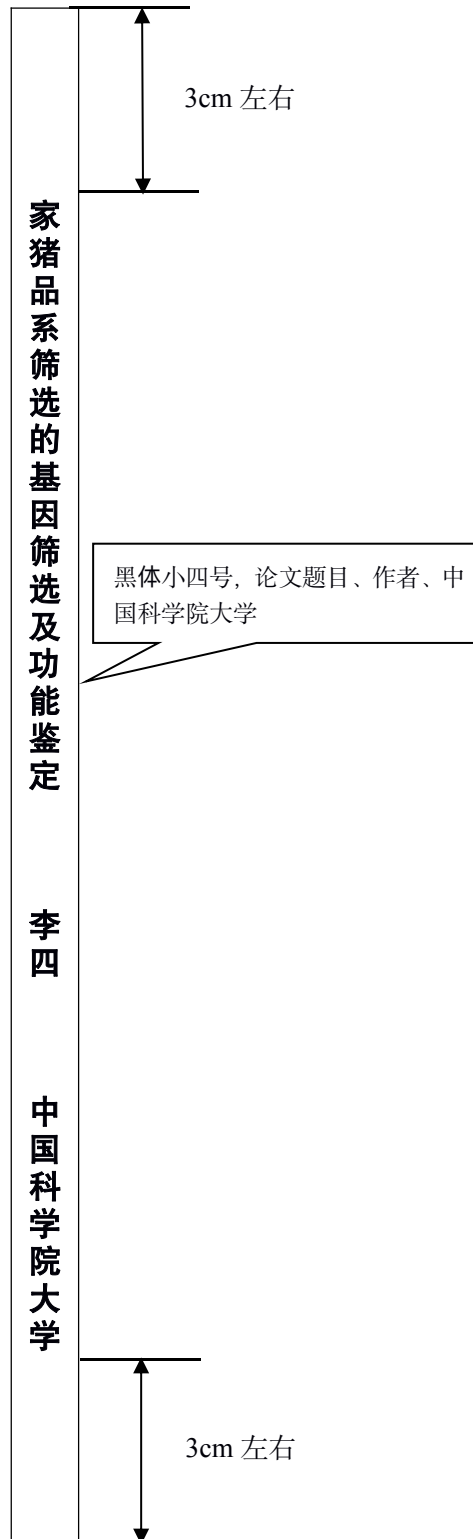 3cm 左右
家猪品系筛选的基因筛选及功能鉴定
黑体小四号，论文题目、作者、中
国科学院大学
李四
中国科学院大学
3cm 左右